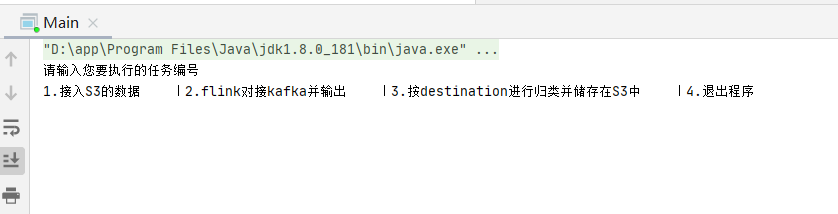 Main
"D:\app\Program Files\Java\jdk1.8.0_181\bin\java.exe" ...
请输入您要执行的任务编号
1.接入S3的数据 |2.flink对接kafka并输出 |3.按destination进行归类并储存在S3中 |4.退出程序